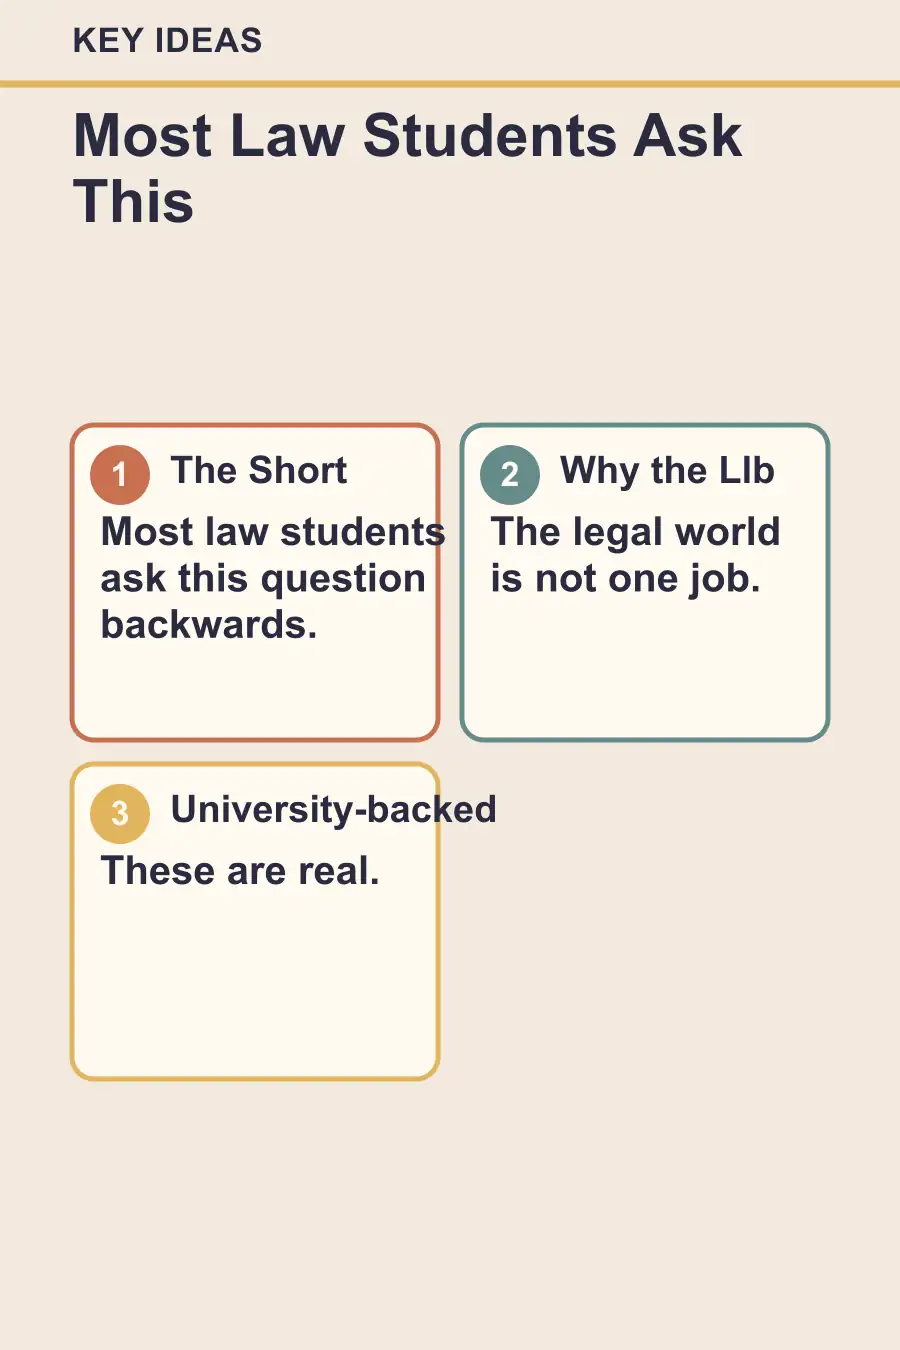 KEY IDEAS
Most Law Students Ask
This
1 The Short
Most law students
ask this question
backwards.
2 Why the LIb
The legal world
is not one job.
3 University-backed
These are real.